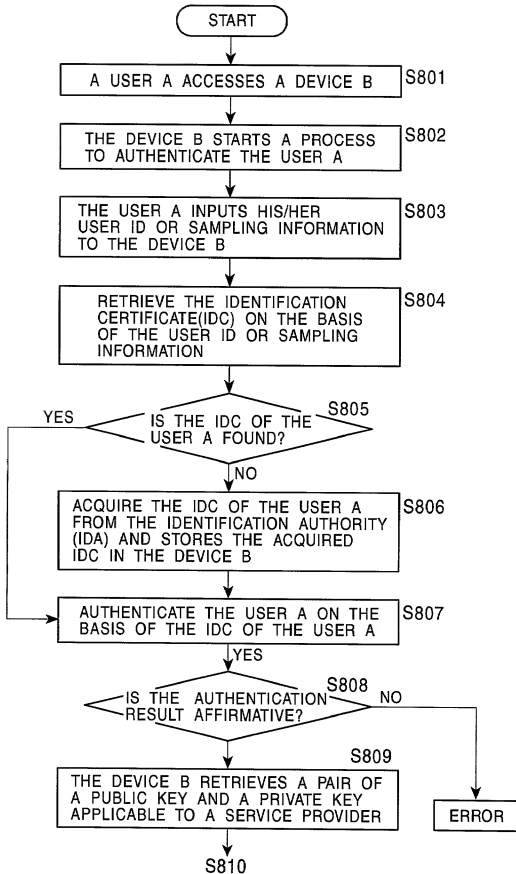 START
A USER A ACCESSES A DEVICE B
S801
THE DEVICE B STARTS A PROCESS
TO AUTHENTICATE THE USER A
S802
THE USER A INPUTS HIS/HER
USER ID OR SAMPLING INFORMATION
TO THE DEVICE B
S803
RETRIEVE THE IDENTIFICATION
CERTIFICATE(IDC) ON THE BASIS
OF THE USER ID OR SAMPLING
INFORMATION
S804
S805
YES
IS THE IDC OF THE
USER A FOUND?
NO
ACQUIRE THE IDC OF THE USER A
FROM THE IDENTIFICATION AUTHORITY
(IDA) AND STORES THE ACQUIRED
IDC IN THE DEVICE B
S806
AUTHENTICATE THE USER A ON THE
BASIS OF THE IDC OF THE USER A
S807
YES
S808
IS THE AUTHENTICATION
RESULT AFFIRMATIVE?
NO
S809
THE DEVICE B RETRIEVES A PAIR OF
A PUBLIC KEY AND A PRIVATE KEY
APPLICABLE TO A SERVICE PROVIDER
ERROR
S810